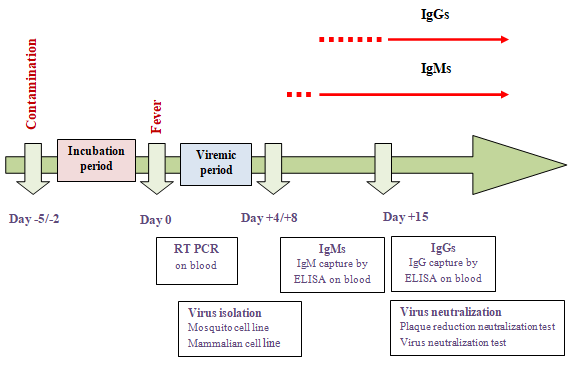 IgGs
IgMs
Contamination
Fever
Incubation
period
Viremic
period
Day -5/-2
Day 0
Day +4/+8
Day +15
RT PCR
on blood
IgMs
IgM capture by
ELISA on blood
IgGs
IgG capture by
ELISA on blood
Virus isolation
Mosquito cell line
Mammalian cell line
Virus neutralization
Plaque reduction neutralization test
Virus neutralization test